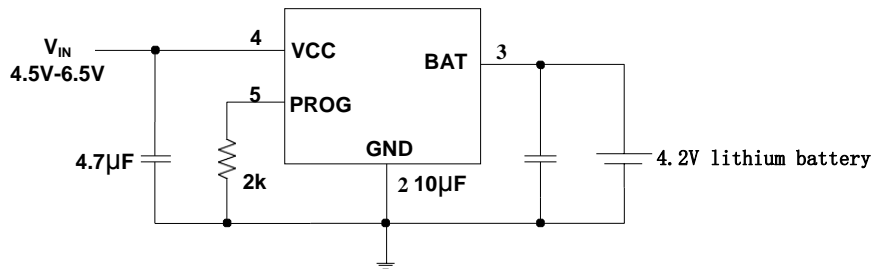 V_IN
4.5V-6.5V
4
VCC
BAT
3
5
PROG
GND
4.7μF
2k
2
10μF
4.2V lithium battery